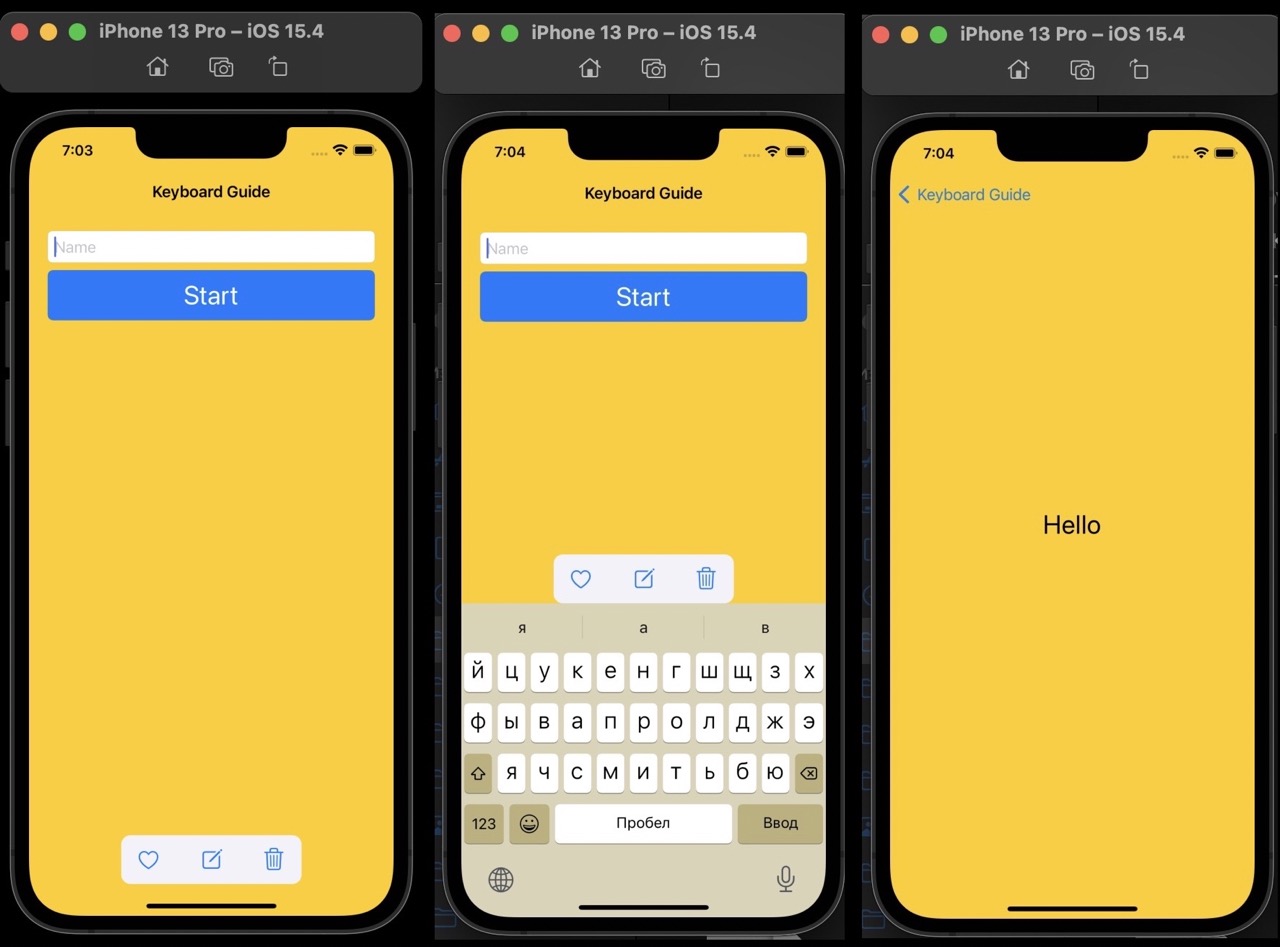 iPhone 13 Pro – iOS 15.4
7:03
Keyboard Guide
Name
Start
iPhone 13 Pro – iOS 15.4
7:04
Keyboard Guide
Name
Start
я а в
й ц у к е н г ш щ з х
ф ы в а п р о л д ж э
я ч с м и т ь б ю
123 Пробел Ввод
iPhone 13 Pro – iOS 15.4
7:04
Keyboard Guide
Hello